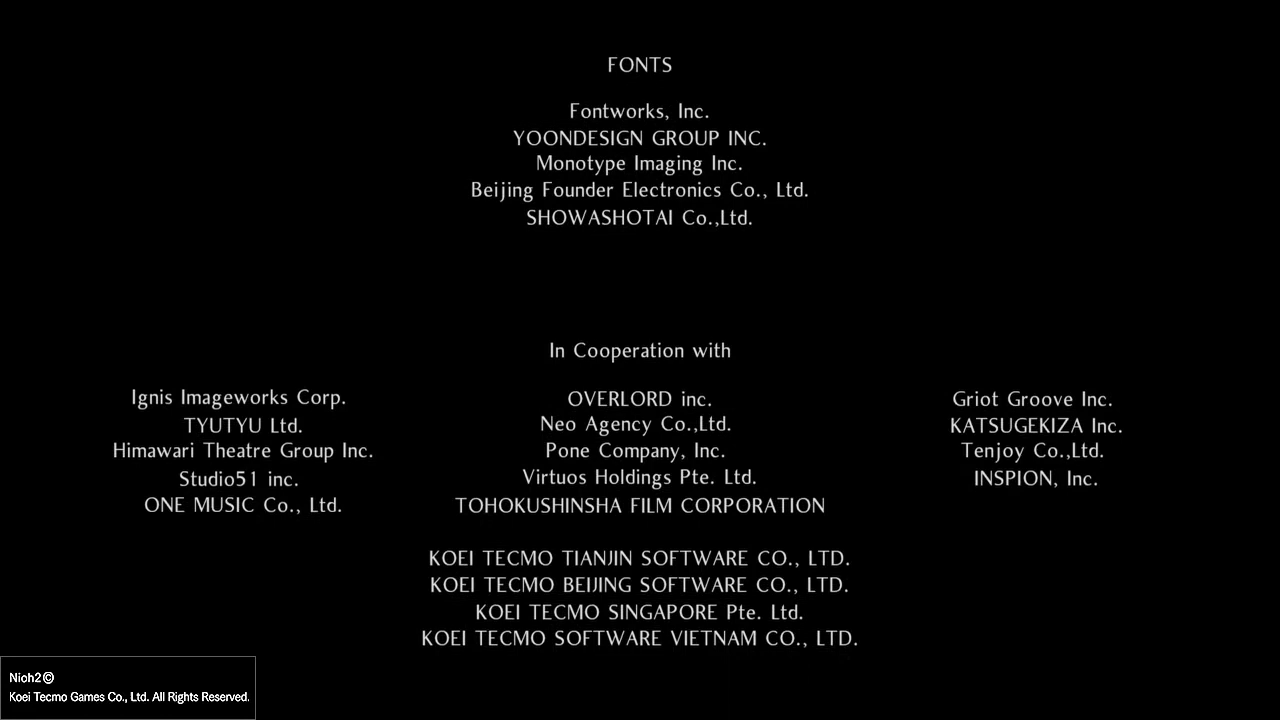 FONTS
Fontworks, Inc.
YOONDESIGN GROUP INC.
Monotype Imaging Inc.
Beijing Founder Electronics Co., Ltd.
SHOWASHOTAI Co.,Ltd.
In Cooperation with
Ignis Imageworks Corp.
TYUTYU Ltd.
Himawari Theatre Group Inc.
Studio51 inc.
ONE MUSIC Co., Ltd.
OVERLORD inc.
Neo Agency Co.,Ltd.
Pone Company, Inc.
Virtuos Holdings Pte. Ltd.
TOHOKUSHINSHA FILM CORPORATION
Griot Groove Inc.
KATSUGEKIZA Inc.
Tenjoy Co.,Ltd.
INSPION, Inc.
KOEI TECMO TIANJIN SOFTWARE CO., LTD.
KOEI TECMO BEIJING SOFTWARE CO., LTD.
KOEI TECMO SINGAPORE Pte. Ltd.
KOEI TECMO SOFTWARE VIETNAM CO., LTD.
Nioh2©
Koei Tecmo Games Co., Ltd. All Rights Reserved.